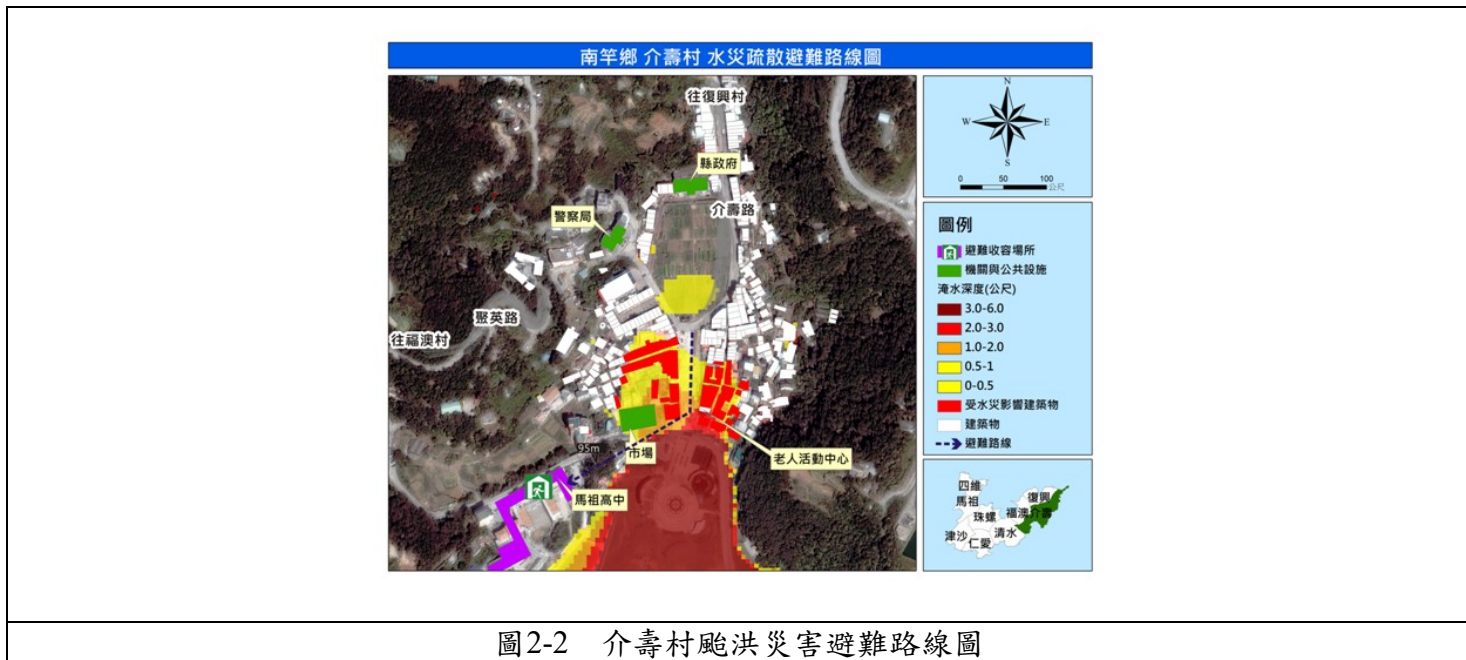 南竿鄉 介壽村 水災疏散避難路線圖
往復興村
縣政府
介壽路
警察局
聚英路
往福澳村
95m
市場
老人活動中心
馬祖高中
N
W
E
S
0
50
100
公尺
圖例
避難收容場所
機關與公共設施
淹水深度(公尺)
3.0-6.0
2.0-3.0
1.0-2.0
0.5-1
0-0.5
受水災影響建築物
建築物
避難路線
四維
馬祖
復興
珠螺
福澳
介壽
清水
津沙
仁愛
圖2-2 介壽村颱洪災害避難路線圖